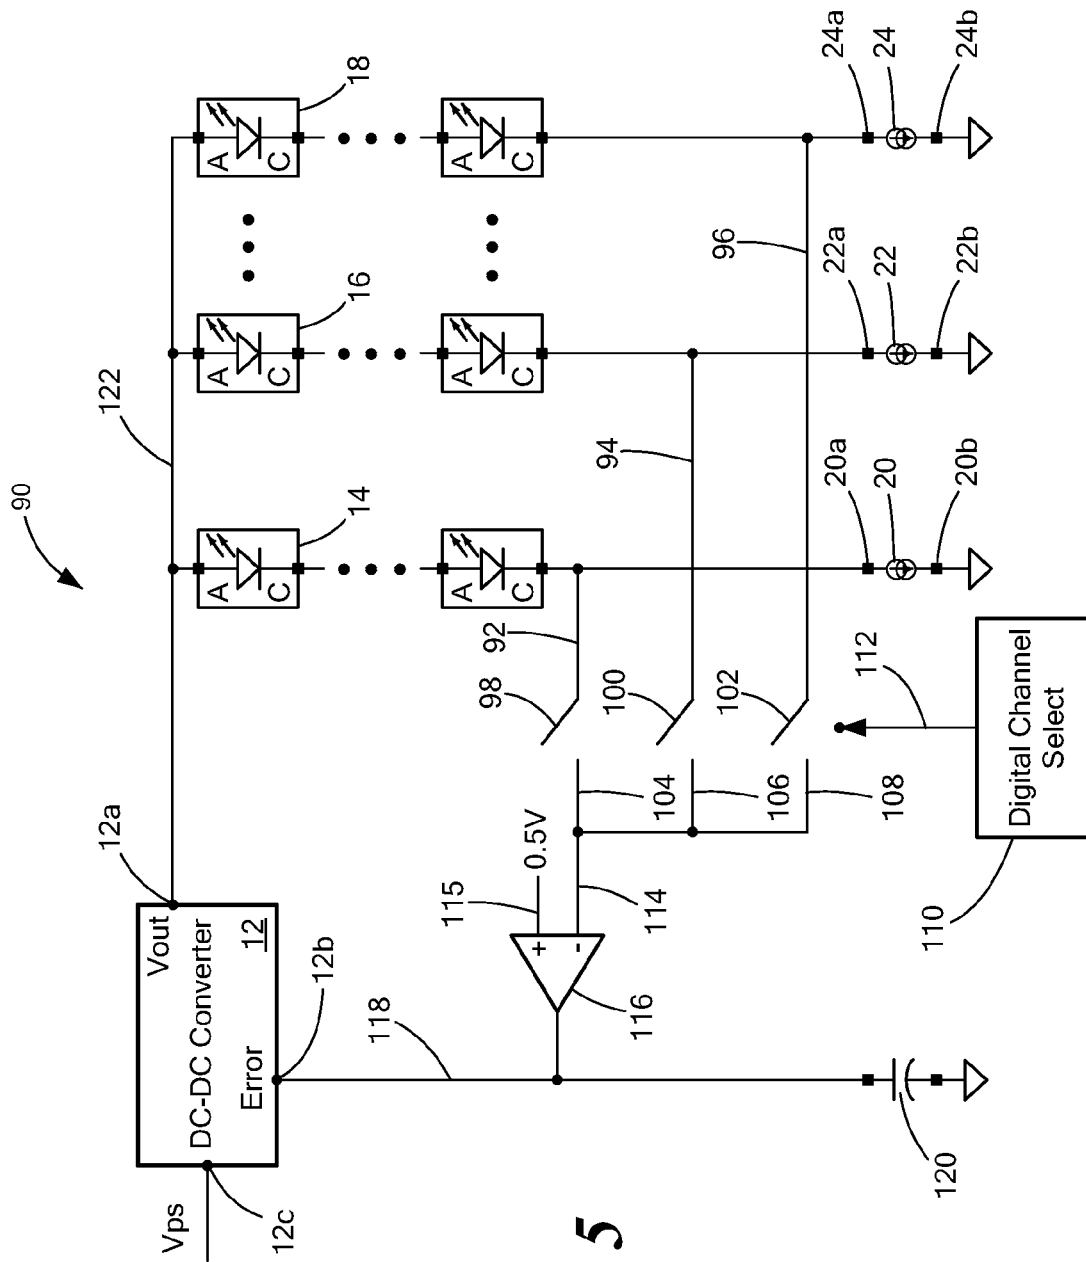 90
122
18
16
14
A
C
A
C
A
C
A
C
A
C
A
C
12a
Vout
DC-DC Converter
12
Error
12b
Vps
12c
118
92
94
96
98
100
102
104
106
108
0.5V
115
114
+
-
116
20a
20
20b
22a
22
22b
24a
24
24b
112
Digital Channel
Select
110
120
5